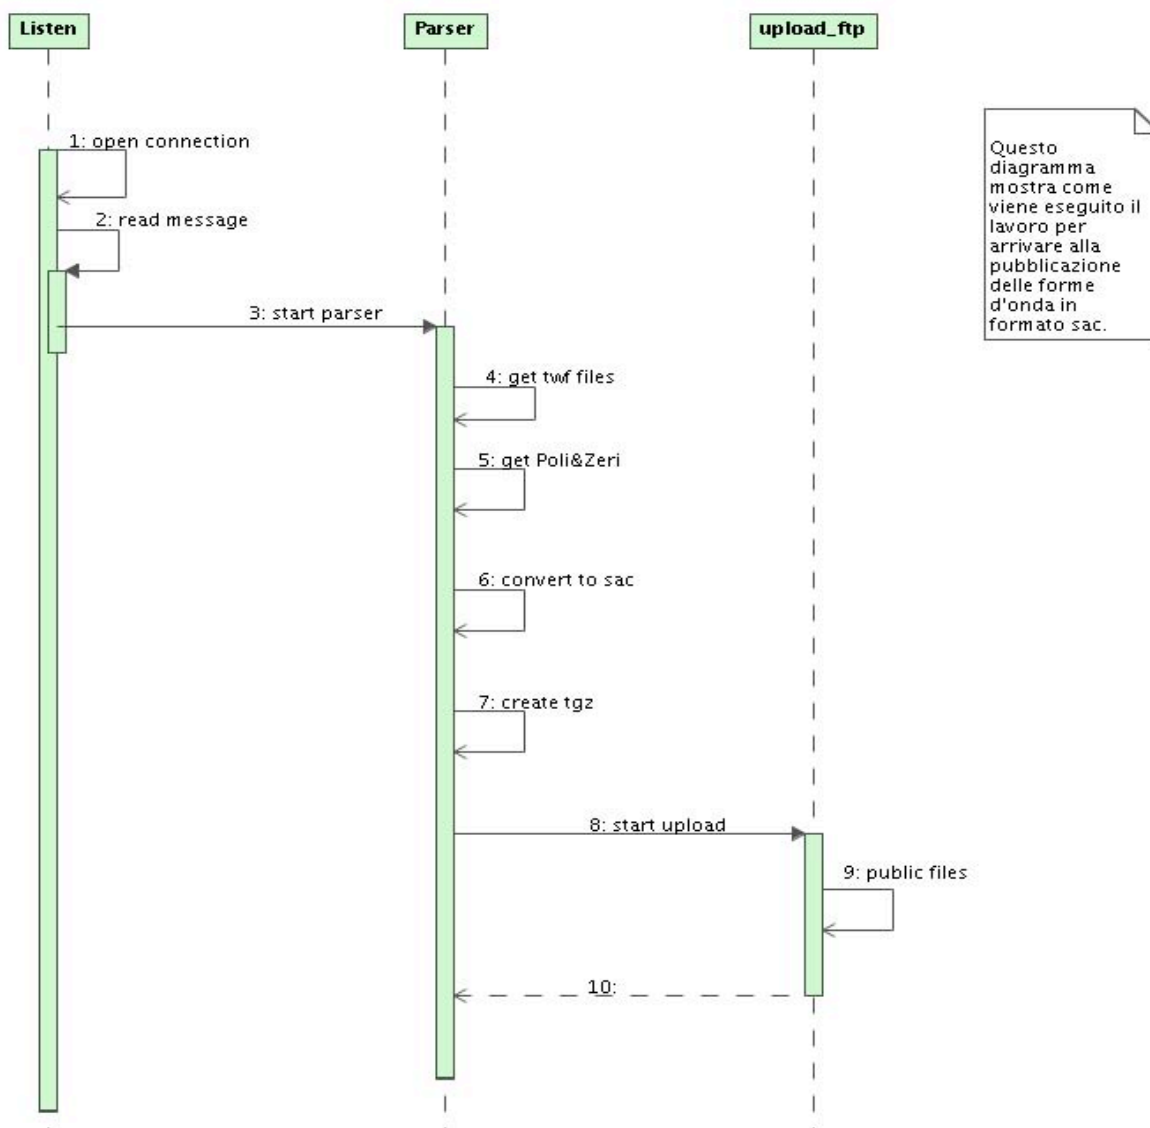 Listen
Parser
upload_ftp
1: open connection
2: read message
3: start parser
4: get twf files
5: get Poli&Zeri
6: convert to sac
7: create tgz
8: start upload
9: public files
10:
Questo
diagramma
mostra come
viene eseguito il
lavoro per
arrivare alla
pubblicazione
delle forme
d'onda in
formato sac.